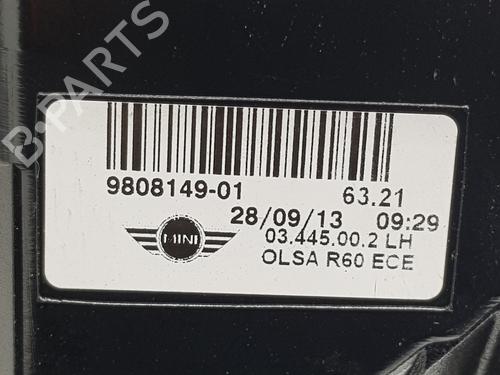 B-PARTS
9808149-01 63.21
28/09/13 09:29
MINI 03.445.00.2 LH
OLSA R60 ECE